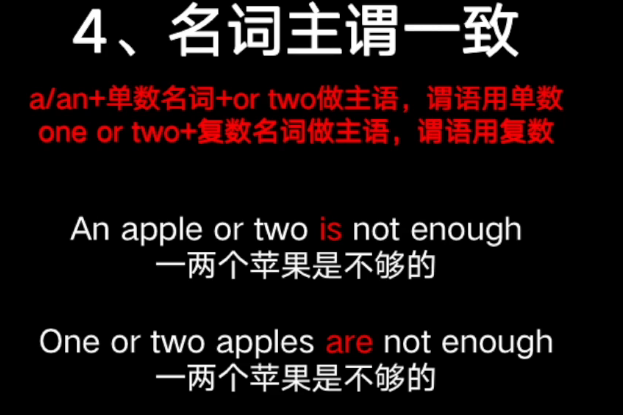 4、名词主谓一致
a/an+单数名词+or two做主语，谓语用单数
one or two+复数名词做主语，谓语用复数
An apple or two is not enough
一两个苹果是不够的
One or two apples are not enough
一两个苹果是不够的